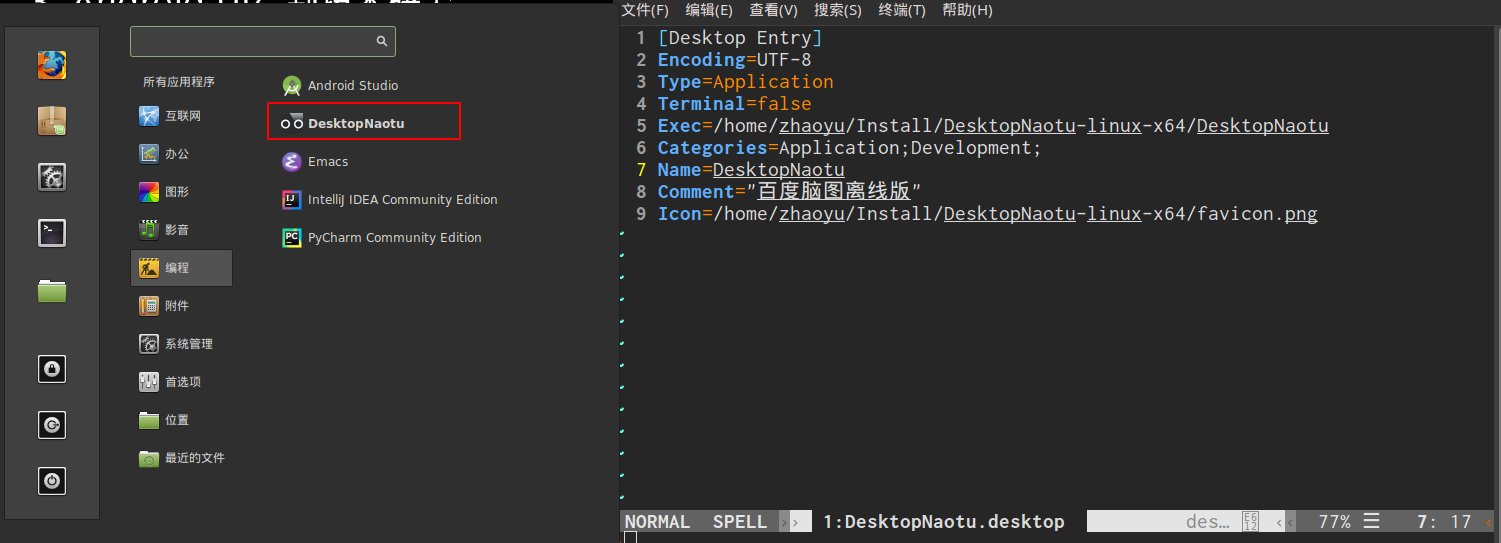 所有应用程序
互联网
办公
图形
影音
编程
附件
系统管理
首选项
位置
最近的文件
Android Studio
DesktopNaotu
Emacs
IntelliJ IDEA Community Edition
PyCharm Community Edition
文件(F) 编辑(E) 查看(V) 搜索(S) 终端(T) 帮助(H)
1 [Desktop Entry]
2 Encoding=UTF-8
3 Type=Application
4 Terminal=false
5 Exec=/home/zhaoyu/Install/DesktopNaotu-linux-x64/DesktopNaotu
6 Categories=Application;Development;
7 Name=DesktopNaotu
8 Comment="百度脑图离线版"
9 Icon=/home/zhaoyu/Install/DesktopNaotu-linux-x64/favicon.png
NORMAL SPELL 1:DesktopNaotu.desktop des… 77% ☰ 7: 17